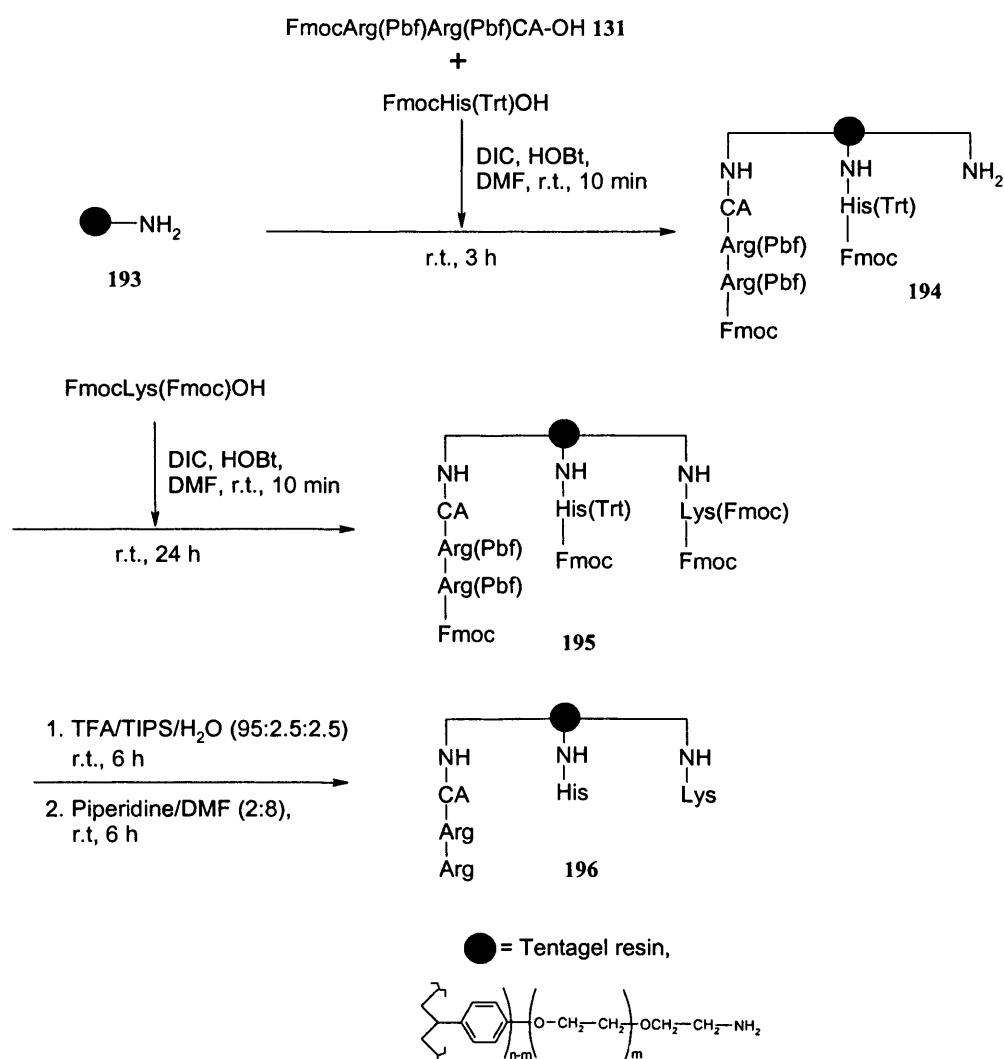 FmocArg(Pbf)Arg(Pbf)CA-OH 131
+
FmocHis(Trt)OH
DIC, HOBt,
DMF, r.t., 10 min
NH₂
193
r.t., 3 h
NH NH NH₂
CA His(Trt)
Arg(Pbf) Fmoc
Arg(Pbf) 194
Fmoc
FmocLys(Fmoc)OH
DIC, HOBt,
DMF, r.t., 10 min
r.t., 24 h
NH NH NH
CA His(Trt) Lys(Fmoc)
Arg(Pbf) Fmoc Fmoc
Arg(Pbf)
Fmoc 195
1. TFA/TIPS/H₂O (95:2.5:2.5)
r.t., 6 h
2. Piperidine/DMF (2:8),
r.t, 6 h
NH NH NH
CA His Lys
Arg
Arg 196
= Tentagel resin,
n-m O-CH₂-CH₂ m OCH₂-CH₂-NH₂